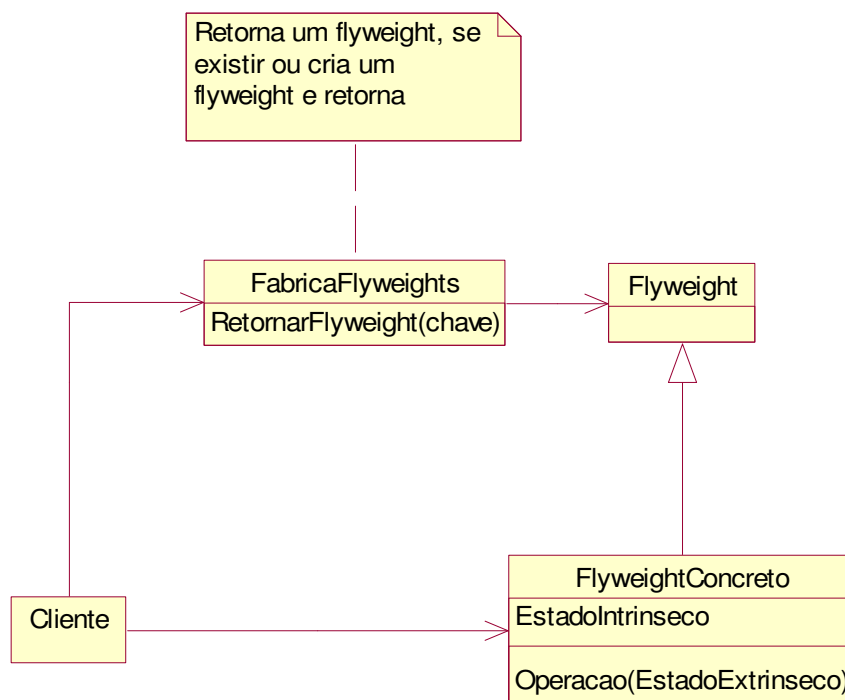 Retorna um flyweight, se
existir ou cria um
flyweight e retorna
FabricaFlyweights
RetornarFlyweight(chave)
Flyweight
Cliente
FlyweightConcreto
EstadoIntrinseco
Operacao(EstadoExtrinseco)